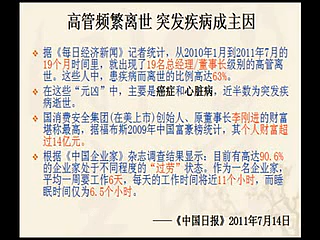 高管频繁离世 突发疾病成主因
据《每日经济新闻》记者统计，从2010年1月到2011年7月的
19个月时间里，就出现了19名总经理/董事长级别的高管离
世。这些人中，患疾病而离世的比例高达63%。
在这些“元凶”中，主要是癌症和心脏病，近半数为突发疾
病逝世。
国消费安全集团(在美上市)创始人、原董事长李刚进的财富
堪称最高，据福布斯2009年中国富豪榜统计，其个人财富超
过14亿元。
根据《中国企业家》杂志调查结果显示：目前有高达90.6%
的企业家处于不同程度的“过劳”状态。作为一名企业家，
平均一周要工作6天，每天的工作时间将近11个小时，而睡
眠时间仅为6.5个小时。
——《中国日报》2011年7月14日